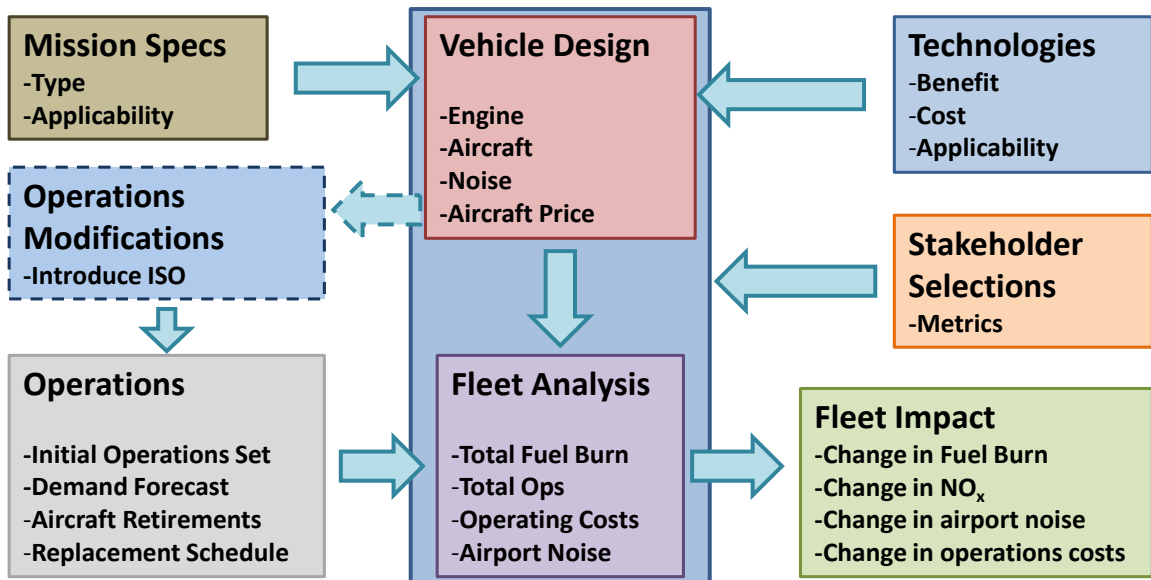 Mission Specs
-Type
-Applicability
Vehicle Design
-Engine
-Aircraft
-Noise
-Aircraft Price
Technologies
-Benefit
-Cost
-Applicability
Operations
Modifications
-Introduce ISO
Stakeholder
Selections
-Metrics
Operations
-Initial Operations Set
-Demand Forecast
-Aircraft Retirements
-Replacement Schedule
Fleet Analysis
-Total Fuel Burn
-Total Ops
-Operating Costs
-Airport Noise
Fleet Impact
-Change in Fuel Burn
-Change in NOₓ
-Change in airport noise
-Change in operations costs